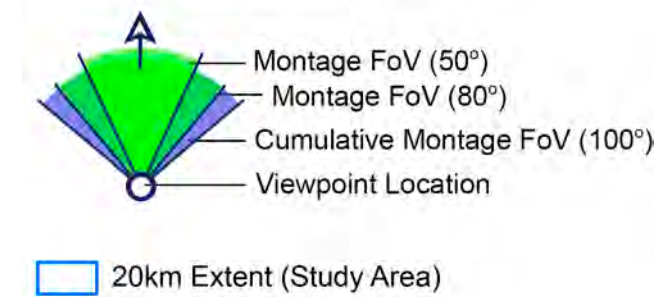 Montage FoV (50°)
Montage FoV (80°)
Cumulative Montage FoV (100°)
Viewpoint Location
20km Extent (Study Area)